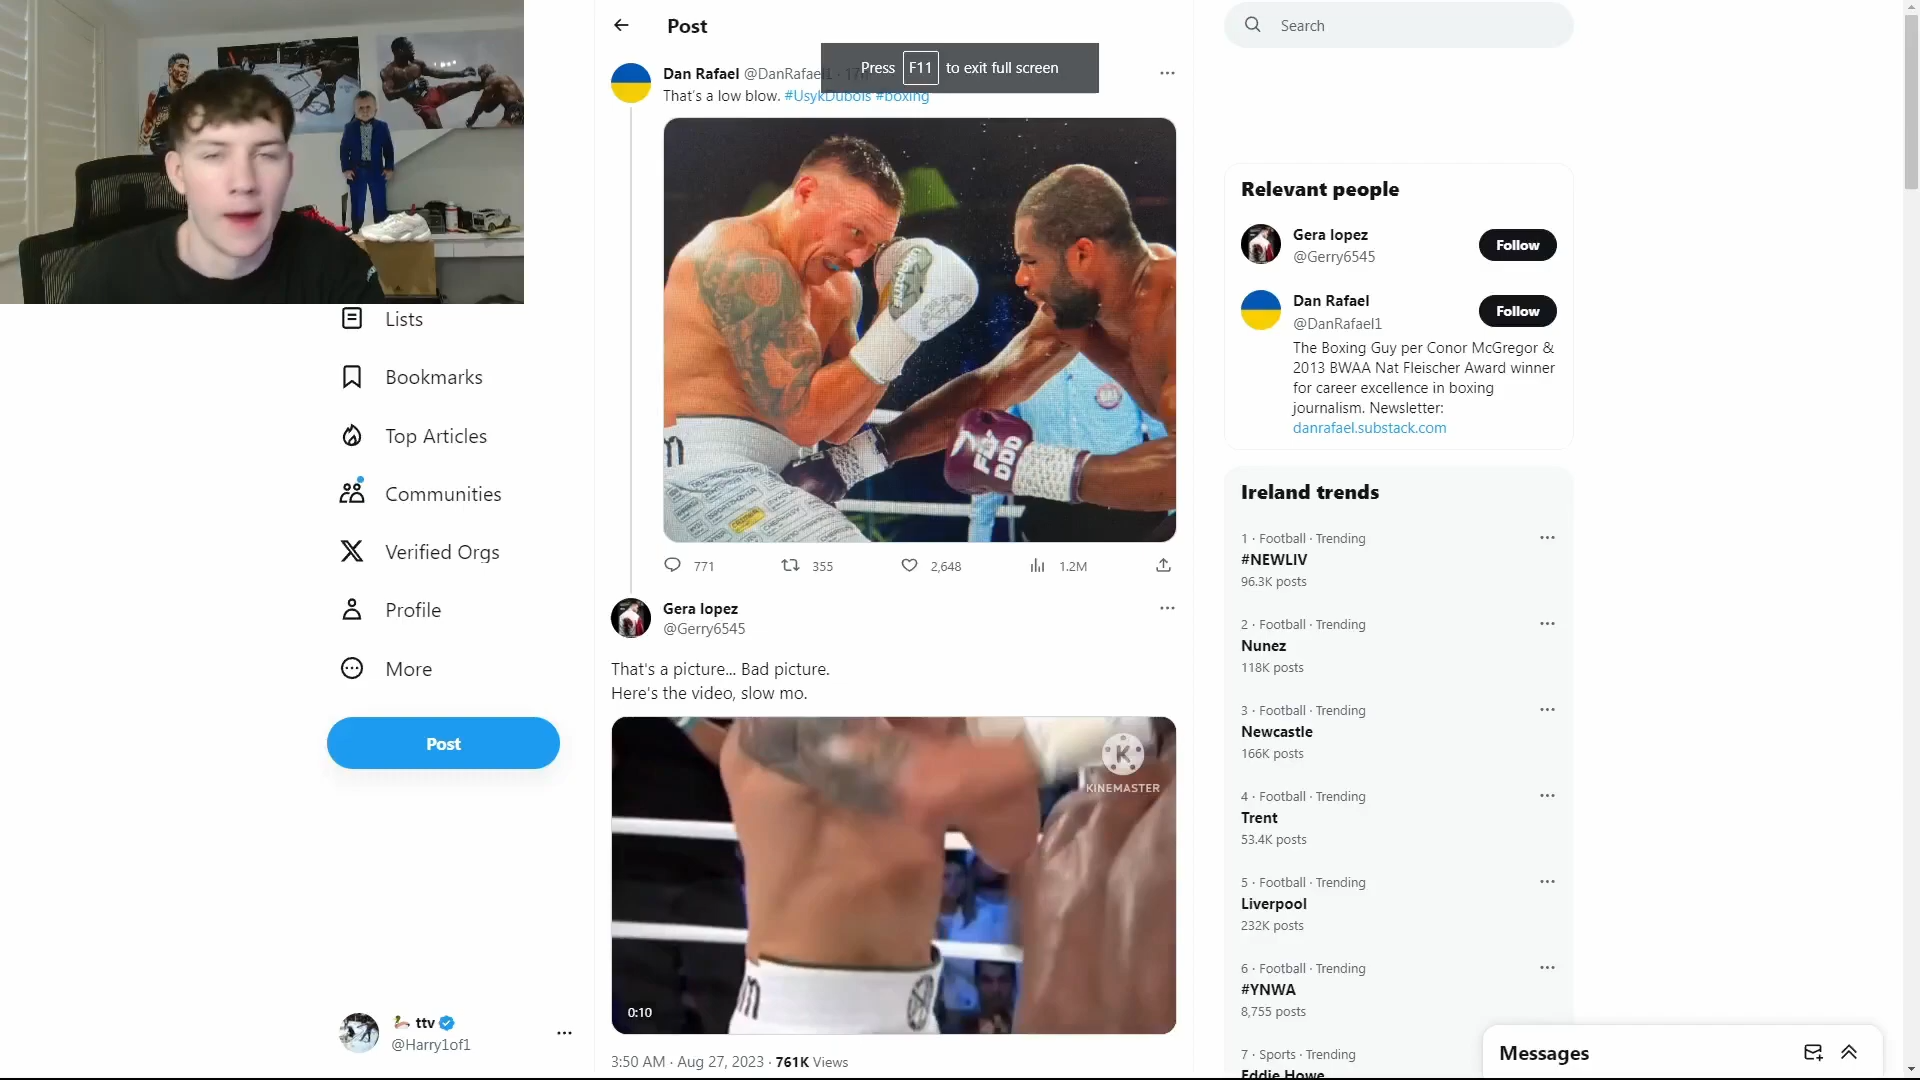 Post
Search
Press F11 to exit full screen
Dan Rafael @DanRafael1 · 17h
That's a low blow. #UsykDubois #boxing
FLY
DDD
771
355
2,648
1.2M
Gera lopez
@Gerry6545
That's a picture... Bad picture.
Here's the video, slow mo.
K
KINEMASTER
0:10
3:50 AM · Aug 27, 2023 · 761K Views
Lists
Bookmarks
Top Articles
Communities
Verified Orgs
Profile
More
Post
ttv
@Harry1of1
Relevant people
Gera lopez
@Gerry6545
Follow
Dan Rafael
@DanRafael1
Follow
The Boxing Guy per Conor McGregor &
2013 BWAA Nat Fleischer Award winner
for career excellence in boxing
journalism. Newsletter:
danrafael.substack.com
Ireland trends
1 · Football · Trending
#NEWLIV
96.3K posts
2 · Football · Trending
Nunez
118K posts
3 · Football · Trending
Newcastle
166K posts
4 · Football · Trending
Trent
53.4K posts
5 · Football · Trending
Liverpool
232K posts
6 · Football · Trending
#YNWA
8,755 posts
7 · Sports · Trending
Eddie Howe
Messages